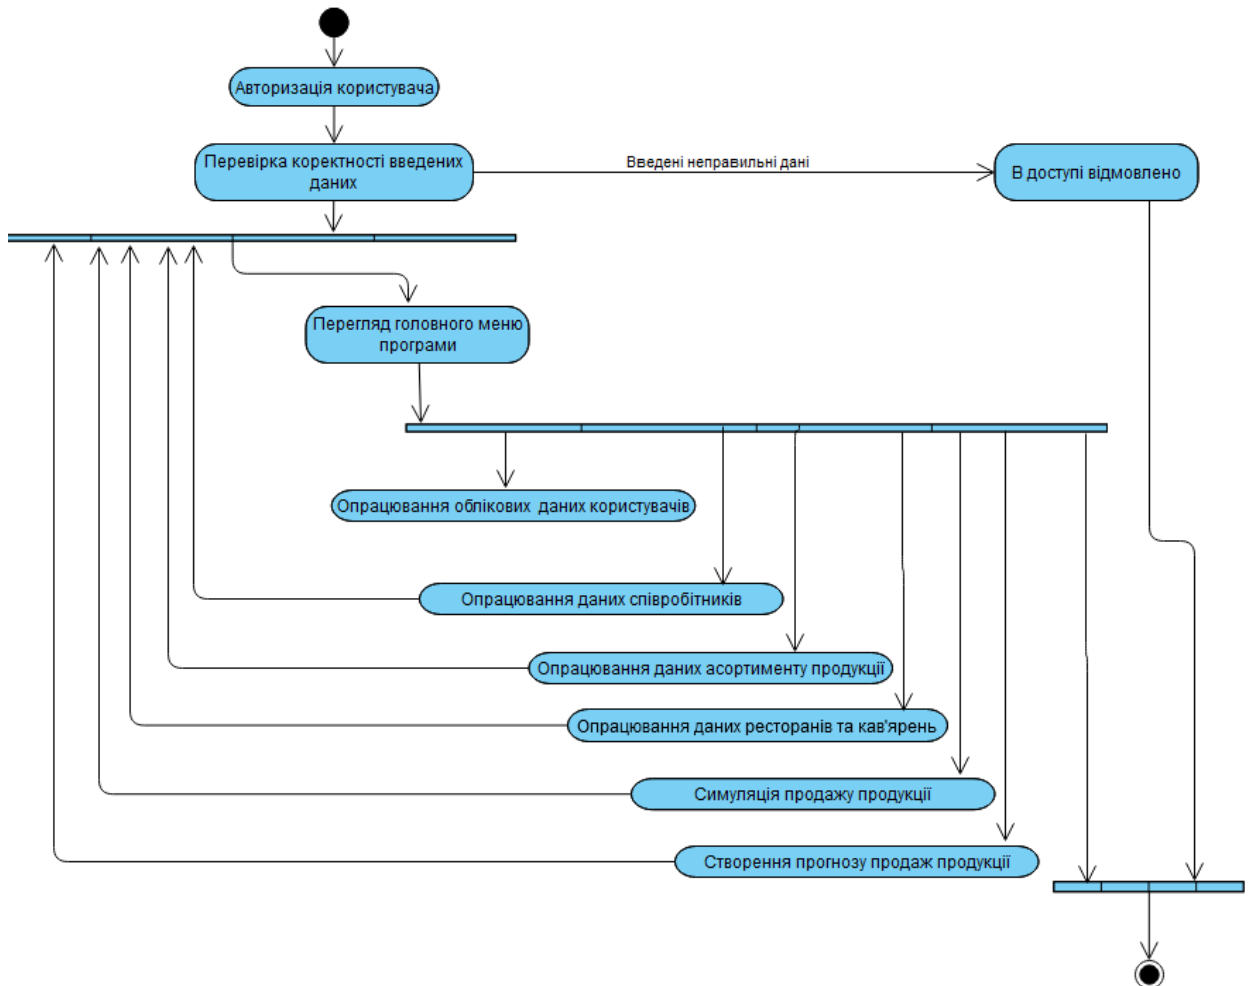 Авторизація користувача
Перевірка коректності введених
даних
Введені неправильні дані
В доступі відмовлено
Перегляд головного меню
програми
Опрацювання облікових  даних користувачів
Опрацювання даних співробітників
Опрацювання даних асортименту продукції
Опрацювання даних ресторанів та кав'ярень
Симуляція продажу продукції
Створення прогнозу продаж продукції